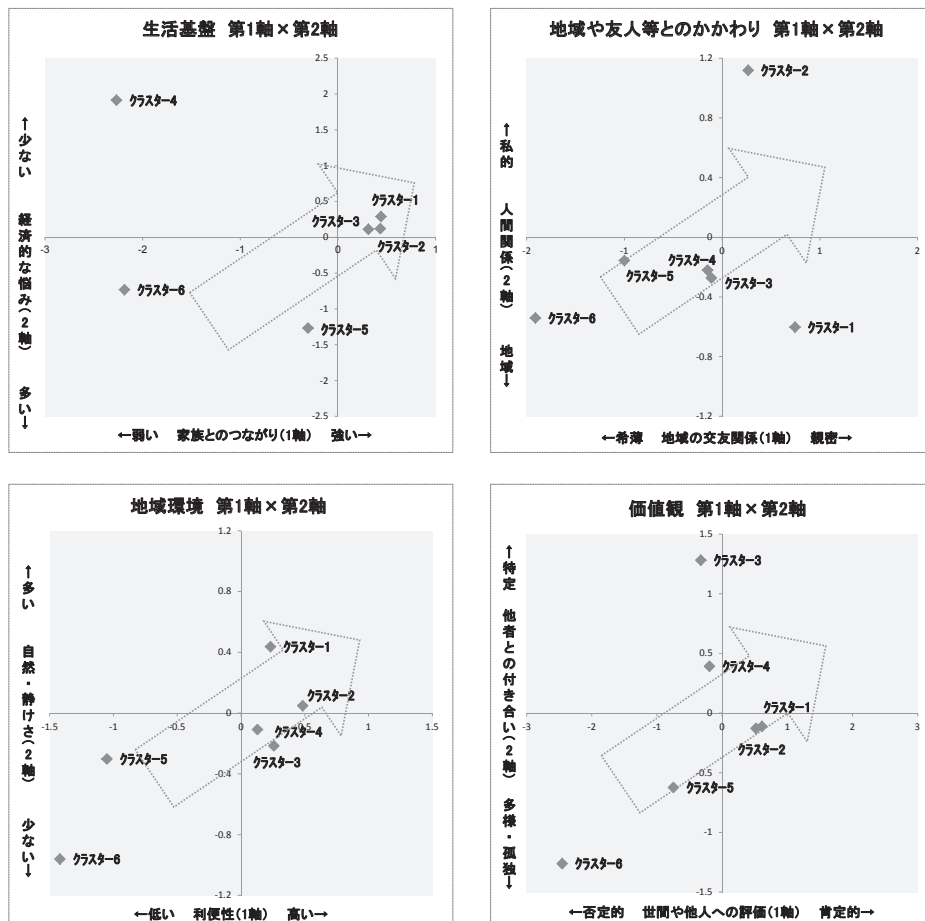 生活基盤 第1軸×第2軸
2.5
2
1.5
1
0.5
0
-0.5
-1
-1.5
-2
-2.5
-3
-2
-1
0
1
クラスター4
クラスター1
クラスター3
クラスター2
クラスター6
クラスター5
↑少ない 経済的な悩み(2軸) 多い↓
←弱い 家族とのつながり(1軸) 強い→
地域や友人等とのかかわり 第1軸×第2軸
1.2
0.8
0.4
0
-0.4
-0.8
-1.2
-2
-1
0
1
2
クラスター2
クラスター4
クラスター5
クラスター3
クラスター6
クラスター1
↑私的 人間関係(2軸) 地域↓
←希薄 地域の交友関係(1軸) 親密→
地域環境 第1軸×第2軸
1.2
0.8
0.4
0
-0.4
-0.8
-1.2
-1.5
-1
-0.5
0
0.5
1
1.5
クラスター1
クラスター2
クラスター4
クラスター3
クラスター5
クラスター6
↑多い 自然・静けさ(2軸) 少ない↓
←低い 利便性(1軸) 高い→
価値観 第1軸×第2軸
1.5
1
0.5
0
-0.5
-1
-1.5
-3
-2
-1
0
1
2
3
クラスター3
クラスター4
クラスター1
クラスター2
クラスター5
クラスター6
↑特定 他者との付き合い(2軸) 多様・孤独↓
←否定的 世間や他人への評価(1軸) 肯定的→